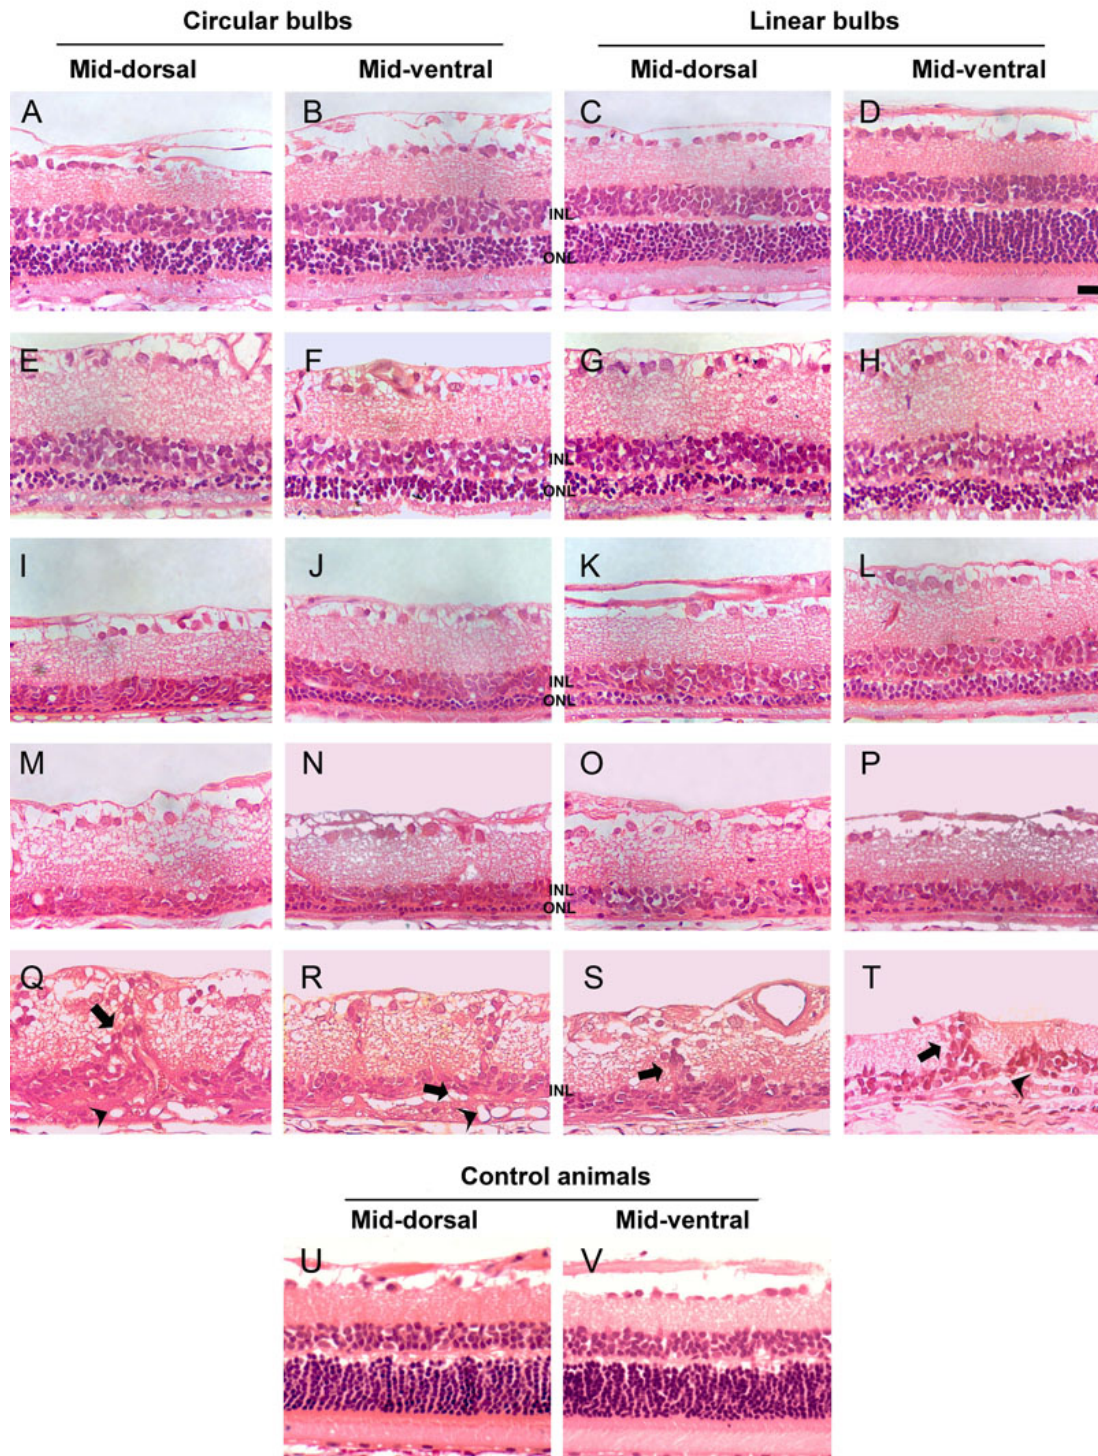 Circular bulbs Linear bulbs
Mid-dorsal Mid-ventral Mid-dorsal Mid-ventral
A B C D
INL
ONL
E F G H
INL
ONL
I J K L
INL
ONL
M N O P
INL
ONL
Q R S T
INL
Control animals
Mid-dorsal Mid-ventral
U V